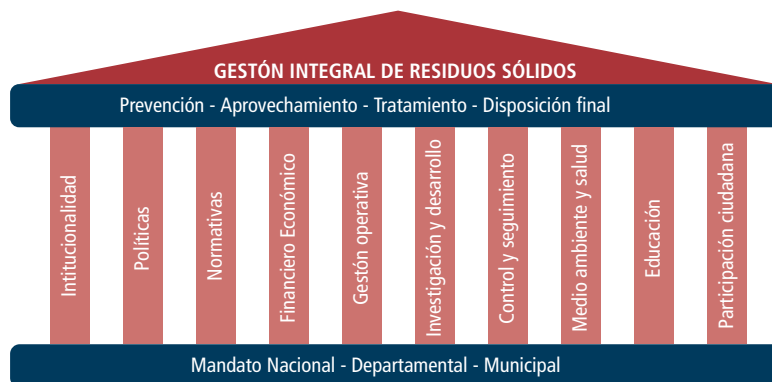 GESTÓN INTEGRAL DE RESIDUOS SÓLIDOS
Prevención - Aprovechamiento - Tratamiento - Disposición final
Intitucionalidad
Políticas
Normativas
Financiero Económico
Gestión operativa
Investigación y desarrollo
Control y seguimiento
Medio ambiente y salud
Educación
Participación ciudadana
Mandato Nacional - Departamental - Municipal